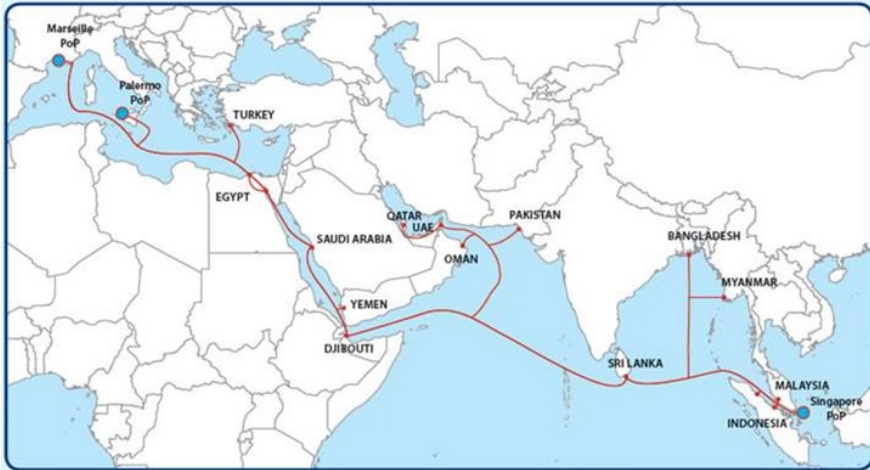 Marseille
PoP
Palermo
PoP
TURKEY
EGYPT
QATAR
UAE
PAKISTAN
SAUDI ARABIA
OMAN
BANGLADESH
MYANMAR
YEMEN
DJIBOUTI
SRI LANKA
MALAYSIA
Singapore
PoP
INDONESIA